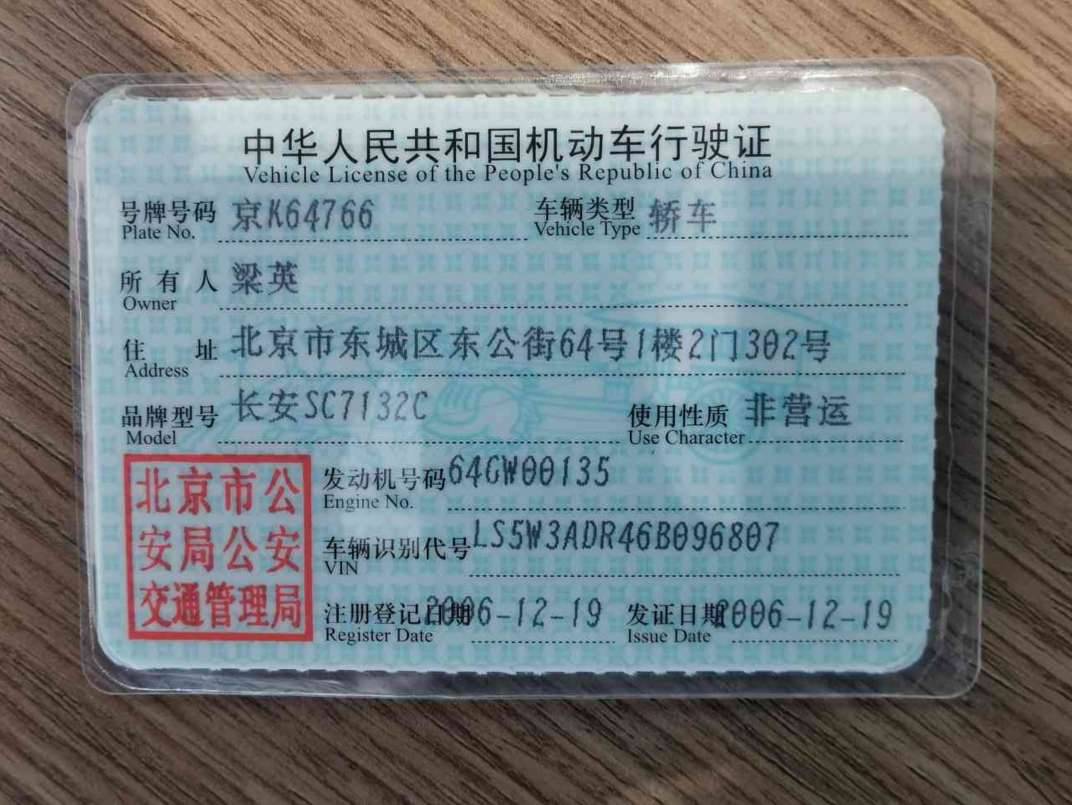 中华人民共和国机动车行驶证
Vehicle License of the People's Republic of China
号牌号码 京K64766 车辆类型 轿车
Plate No. Vehicle Type
所有人 梁英
Owner
住址 北京市东城区东公街64号1楼2门302号
Address
品牌型号 长安SC7132C 使用性质 非营运
Model Use Character
北京市公
安局公安
交通管理局
发动机号码 64GW00135
Engine No.
车辆识别代号 LS5W3ADR46B096807
VIN
注册登记日期 2006-12-19 发证日期 2006-12-19
Register Date Issue Date